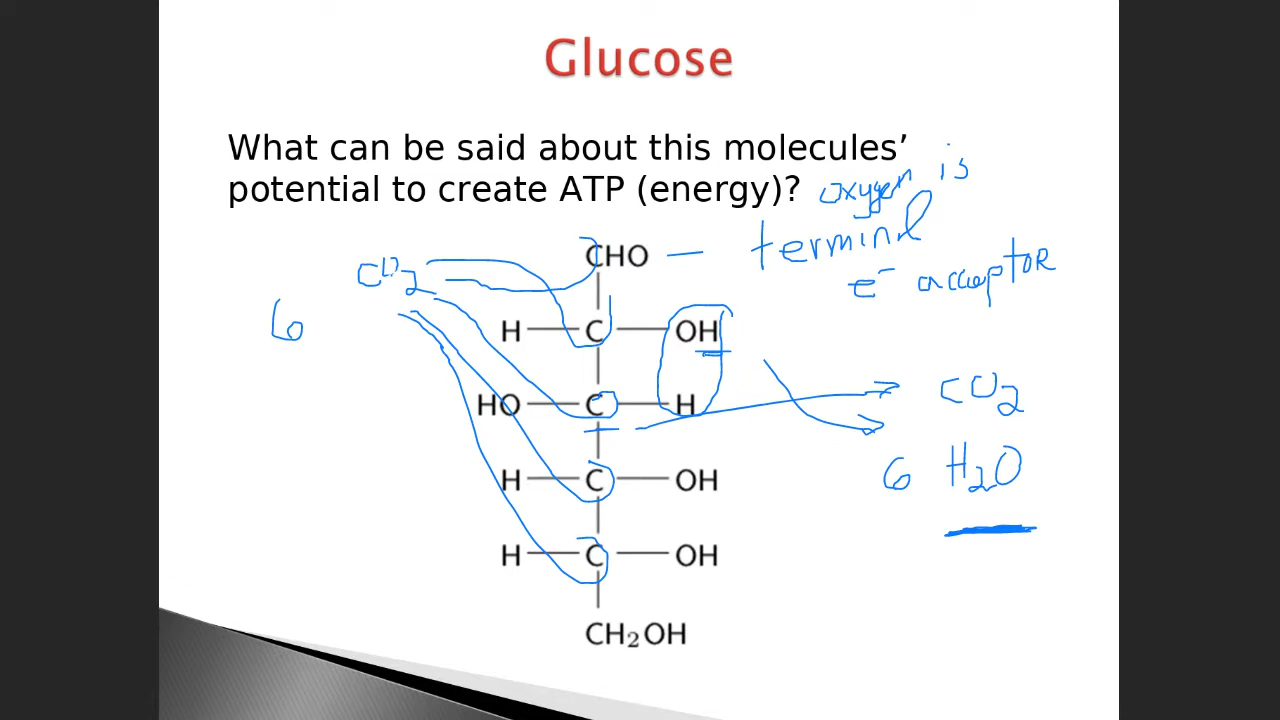 Glucose
What can be said about this molecules’
potential to create ATP (energy)?
oxygen is
terminal
e⁻ acceptor
CO2
6
CHO
H C OH
HO C H
H C OH
H C OH
CH2OH
CO2
6 H2O